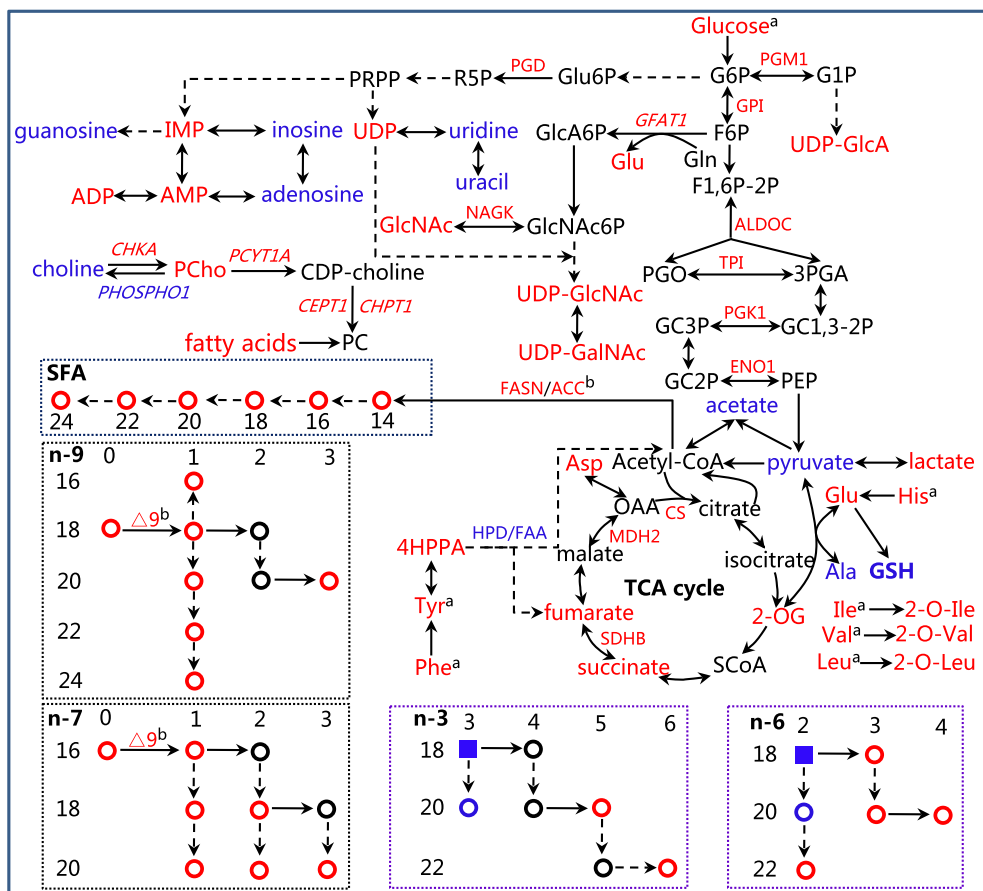 Glucoseª
PRPP R5P PGD Glu6P G6P PGM1 G1P
GPI
guanosine IMP inosine UDP uridine GlcA6P GFAT1 F6P
Glu Gln UDP-GlcA
uracil F1,6P-2P
ADP AMP adenosine
GlcNAc NAGK GlcNAc6P ALDOC
CHKA PCYT1A
choline PCho CDP-choline PGO TPI 3PGA
PHOSPHO1
CEPT1 CHPT1 UDP-GlcNAc
GC3P PGK1 GC1,3-2P
fatty acids PC UDP-GalNAc
SFA ENO1
FASN/ACCᵇ GC2P PEP
24 22 20 18 16 14 acetate
n-9 0 1 2 3
Asp Acetyl-CoA pyruvate lactate
16
Glu Hisª
OAA CS citrate
18 △9ᵇ
HPD/FAA MDH2
4HPPA malate isocitrate
20 TCA cycle Ala GSH
Tyrª fumarate 2-OG Ileª 2-O-Ile
22 Valª 2-O-Val
SDHB
Pheª succinate SCoA Leuª 2-O-Leu
24
n-7 0 1 2 3
16 △9ᵇ
18
20
n-3 3 4 5 6
18
20
22
n-6 2 3 4
18
20
22